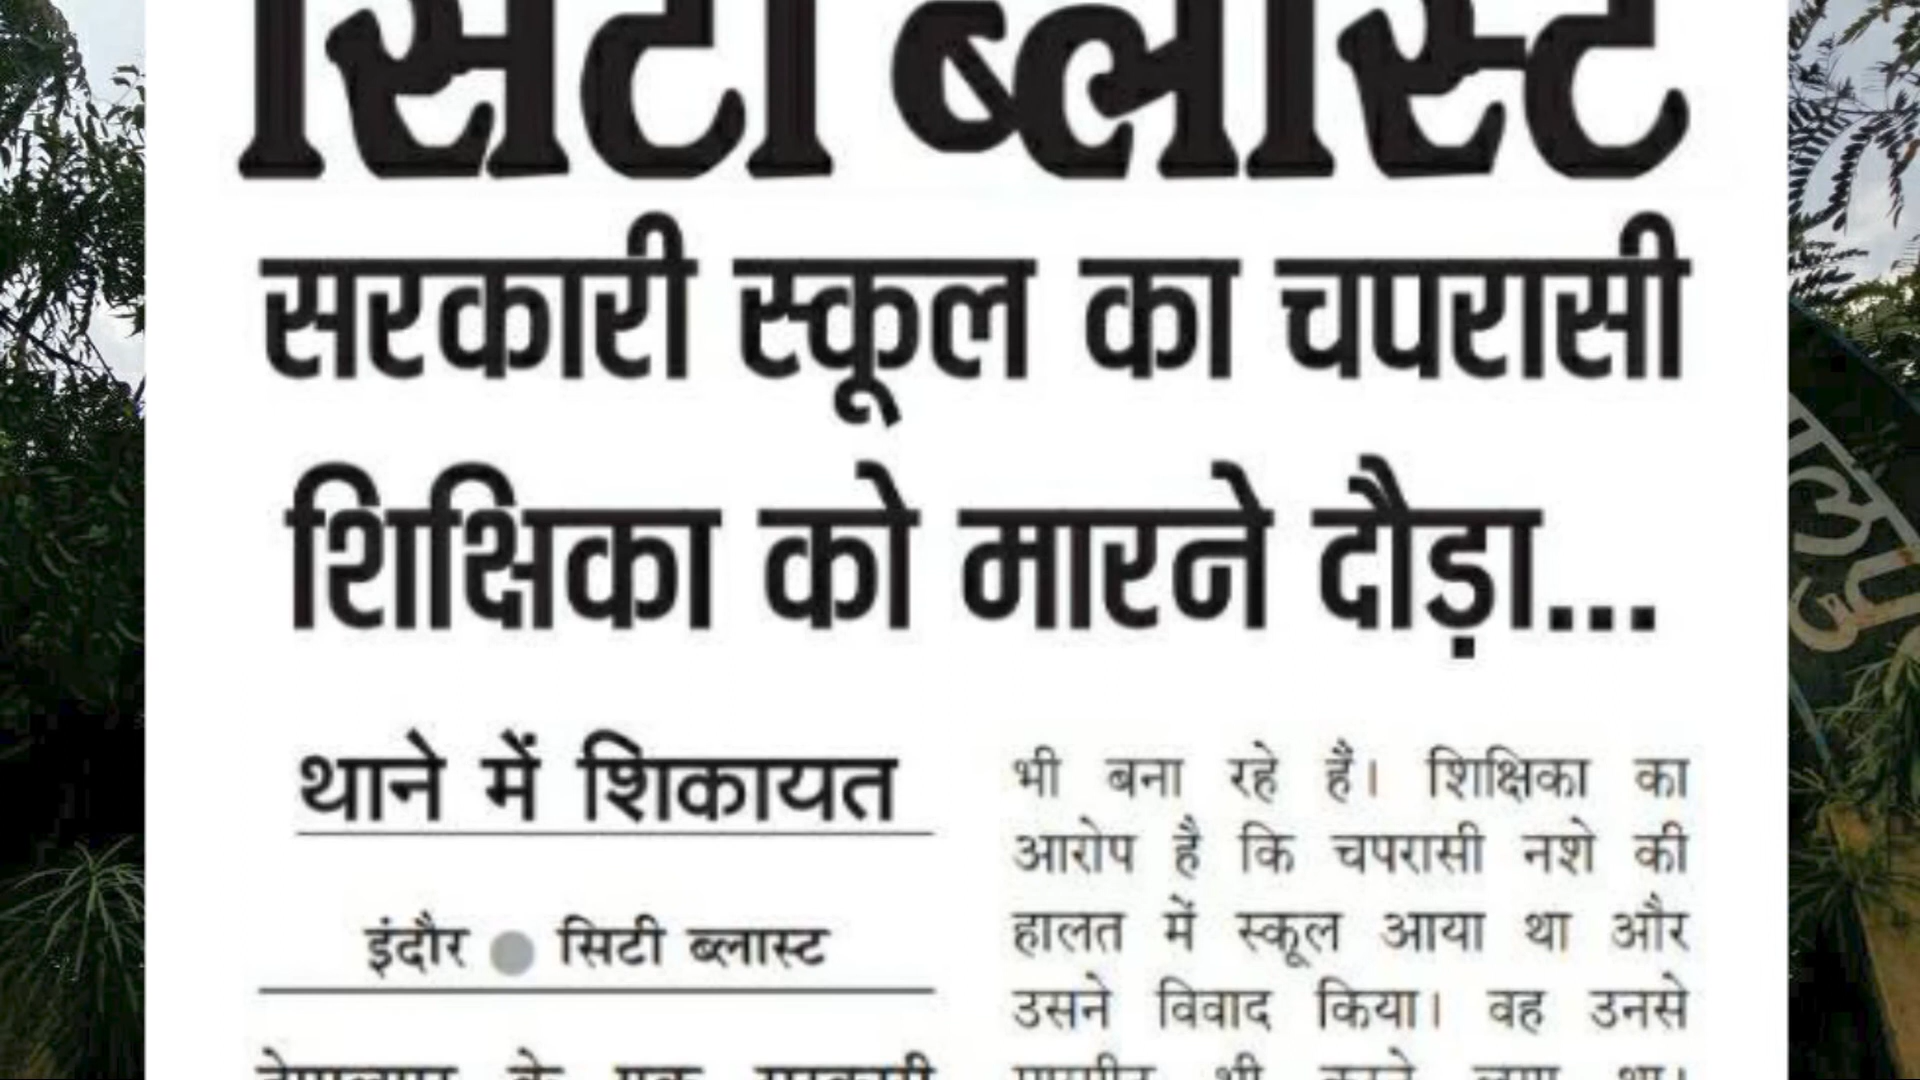 सिटी ब्लास्ट
सरकारी स्कूल का चपरासी
शिक्षिका को मारने दौड़ा...
थाने में शिकायत
इंदौर ● सिटी ब्लास्ट
भी बना रहे हैं। शिक्षिका का
आरोप है कि चपरासी नशे की
हालत में स्कूल आया था और
उसने विवाद किया। वह उनसे